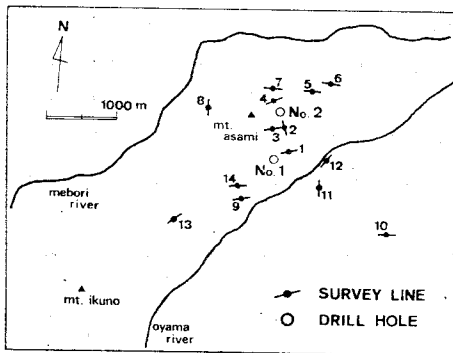 N
1000 m
7
6
5
4
8
No. 2
mt.
asami
3
2
1
12
No. 1
mebori
river
14
11
9
13
10
mt. ikuno
SURVEY LINE
DRILL HOLE
oyama
river